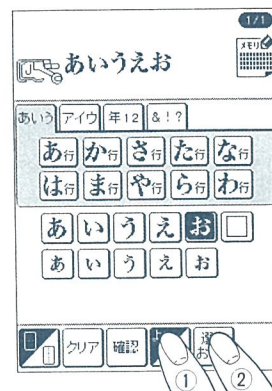 1/1
メモリ
あいうえお
あいう アイウ 年12 &!?
あ行 か行 さ行 た行 な行
は行 ま行 や行 ら行 わ行
あ い う え お
あ い う え お
クリア 確認 選
お
① ②